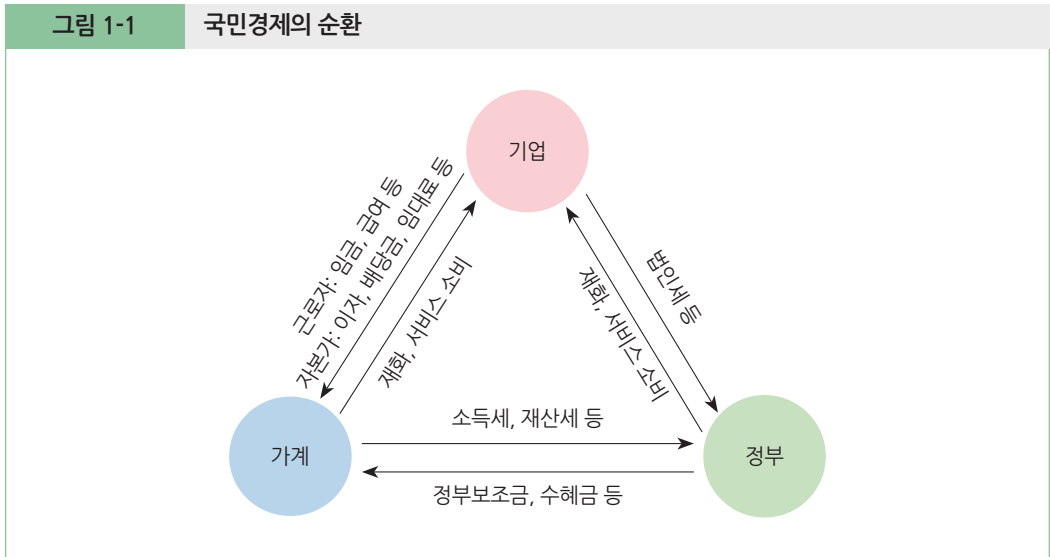 그림 1-1 국민경제의 순환
기업
근로자: 임금, 급여 등
자본가: 이자, 배당금, 임대료 등
재화, 서비스 소비
재화, 서비스 소비
법인세 등
가계
소득세, 재산세 등
정부보조금, 수혜금 등
정부